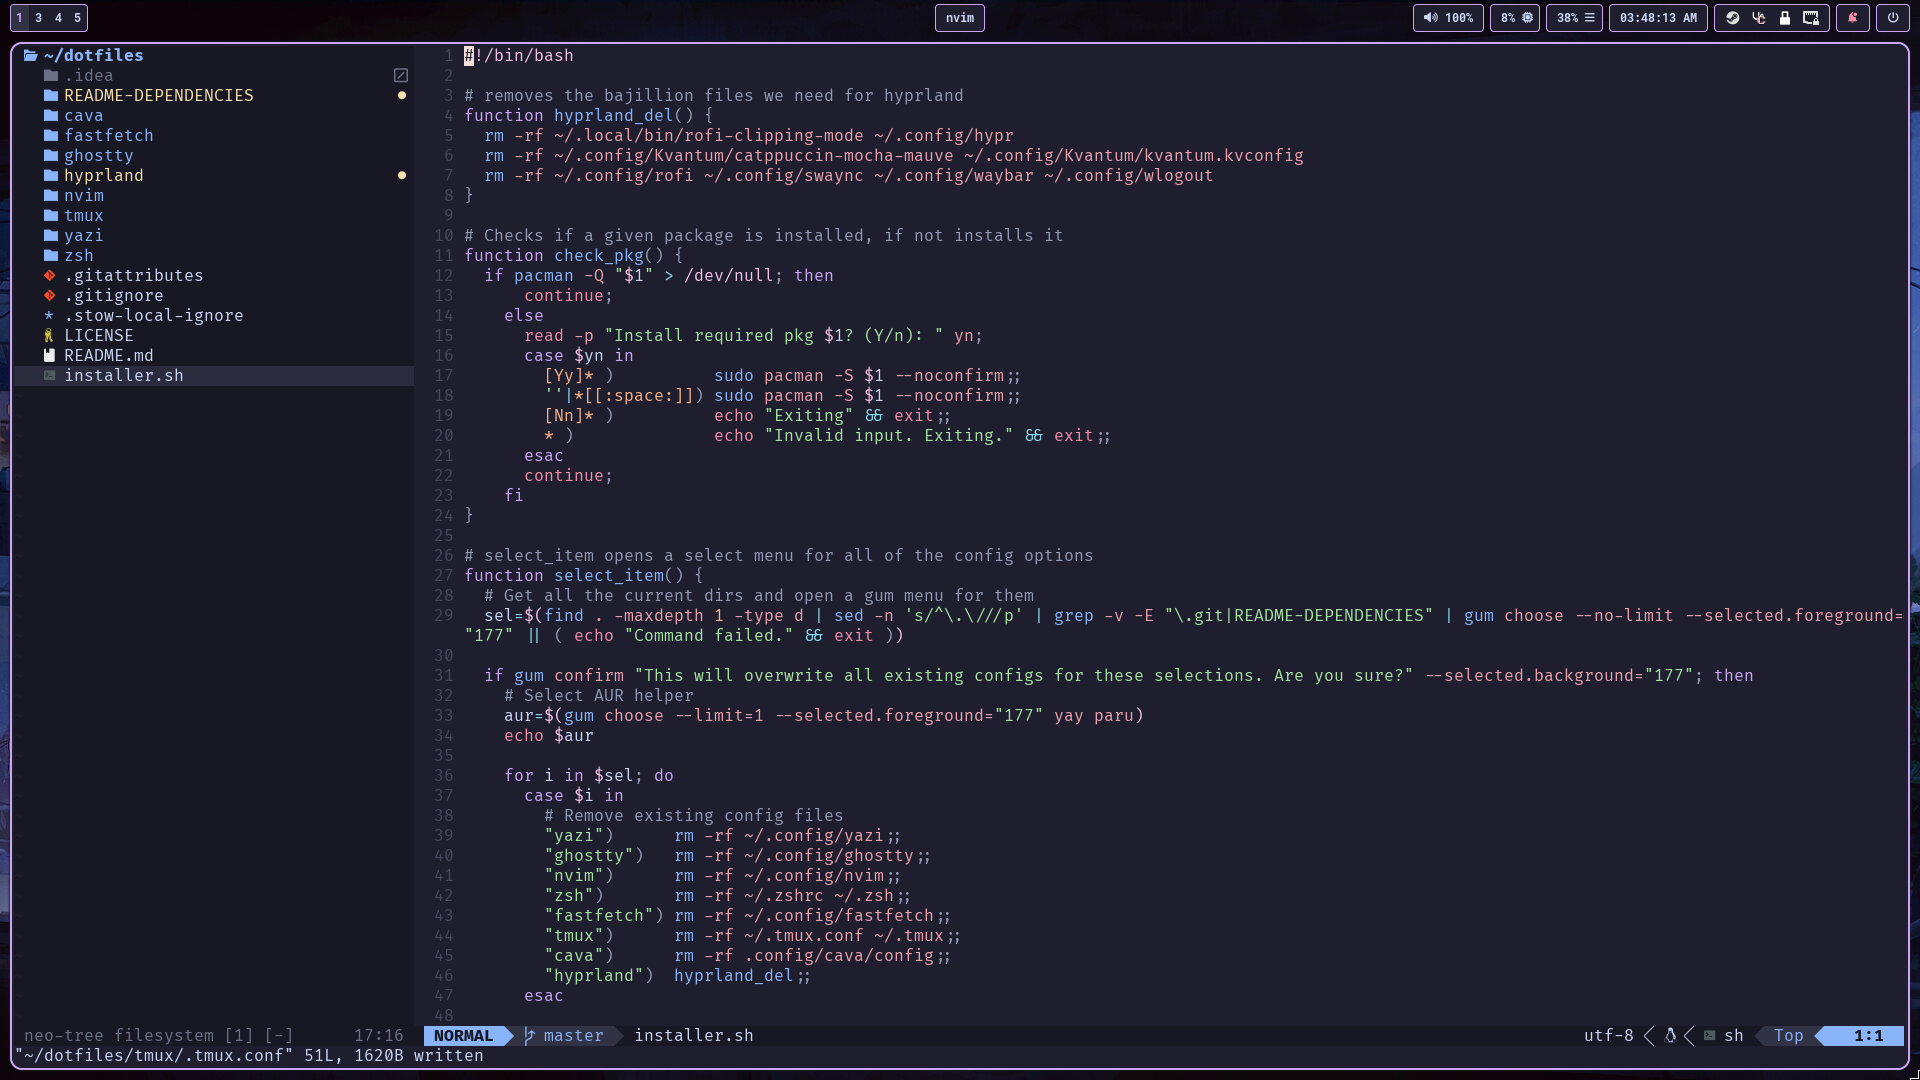 1 3 4 5
nvim
100%
8%
38%
03:48:13 AM
~/dotfiles
.idea
README-DEPENDENCIES
cava
fastfetch
ghostty
hyprland
nvim
tmux
yazi
zsh
.gitattributes
.gitignore
.stow-local-ignore
LICENSE
README.md
installer.sh
neo-tree filesystem [1] [-] 17:16
1 #!/bin/bash
2
3 # removes the bajillion files we need for hyprland
4 function hyprland_del() {
5   rm -rf ~/.local/bin/rofi-clipping-mode ~/.config/hypr
6   rm -rf ~/.config/Kvantum/catppuccin-mocha-mauve ~/.config/Kvantum/kvantum.kvconfig
7   rm -rf ~/.config/rofi ~/.config/swaync ~/.config/waybar ~/.config/wlogout
8 }
9
10 # Checks if a given package is installed, if not installs it
11 function check_pkg() {
12   if pacman -Q "$1" > /dev/null; then
13       continue;
14     else
15       read -p "Install required pkg $1? (Y/n): " yn;
16       case $yn in
17         [Yy]* )          sudo pacman -S $1 --noconfirm;;
18         ''|*[[:space:]]) sudo pacman -S $1 --noconfirm;;
19         [Nn]* )          echo "Exiting" && exit;;
20         * )              echo "Invalid input. Exiting." && exit;;
21       esac
22       continue;
23     fi
24 }
25
26 # select_item opens a select menu for all of the config options
27 function select_item() {
28   # Get all the current dirs and open a gum menu for them
29   sel=$(find . -maxdepth 1 -type d | sed -n 's/^\.\///p' | grep -v -E "\.git|README-DEPENDENCIES" | gum choose --no-limit --selected.foreground=
"177" || ( echo "Command failed." && exit ))
30
31   if gum confirm "This will overwrite all existing configs for these selections. Are you sure?" --selected.background="177"; then
32     # Select AUR helper
33     aur=$(gum choose --limit=1 --selected.foreground="177" yay paru)
34     echo $aur
35
36     for i in $sel; do
37       case $i in
38         # Remove existing config files
39         "yazi")      rm -rf ~/.config/yazi;;
40         "ghostty")   rm -rf ~/.config/ghostty;;
41         "nvim")      rm -rf ~/.config/nvim;;
42         "zsh")       rm -rf ~/.zshrc ~/.zsh;;
43         "fastfetch") rm -rf ~/.config/fastfetch;;
44         "tmux")      rm -rf ~/.tmux.conf ~/.tmux;;
45         "cava")      rm -rf .config/cava/config;;
46         "hyprland")  hyprland_del;;
47       esac
48
NORMAL master installer.sh utf-8 sh Top 1:1
"~/dotfiles/tmux/.tmux.conf" 51L, 1620B written